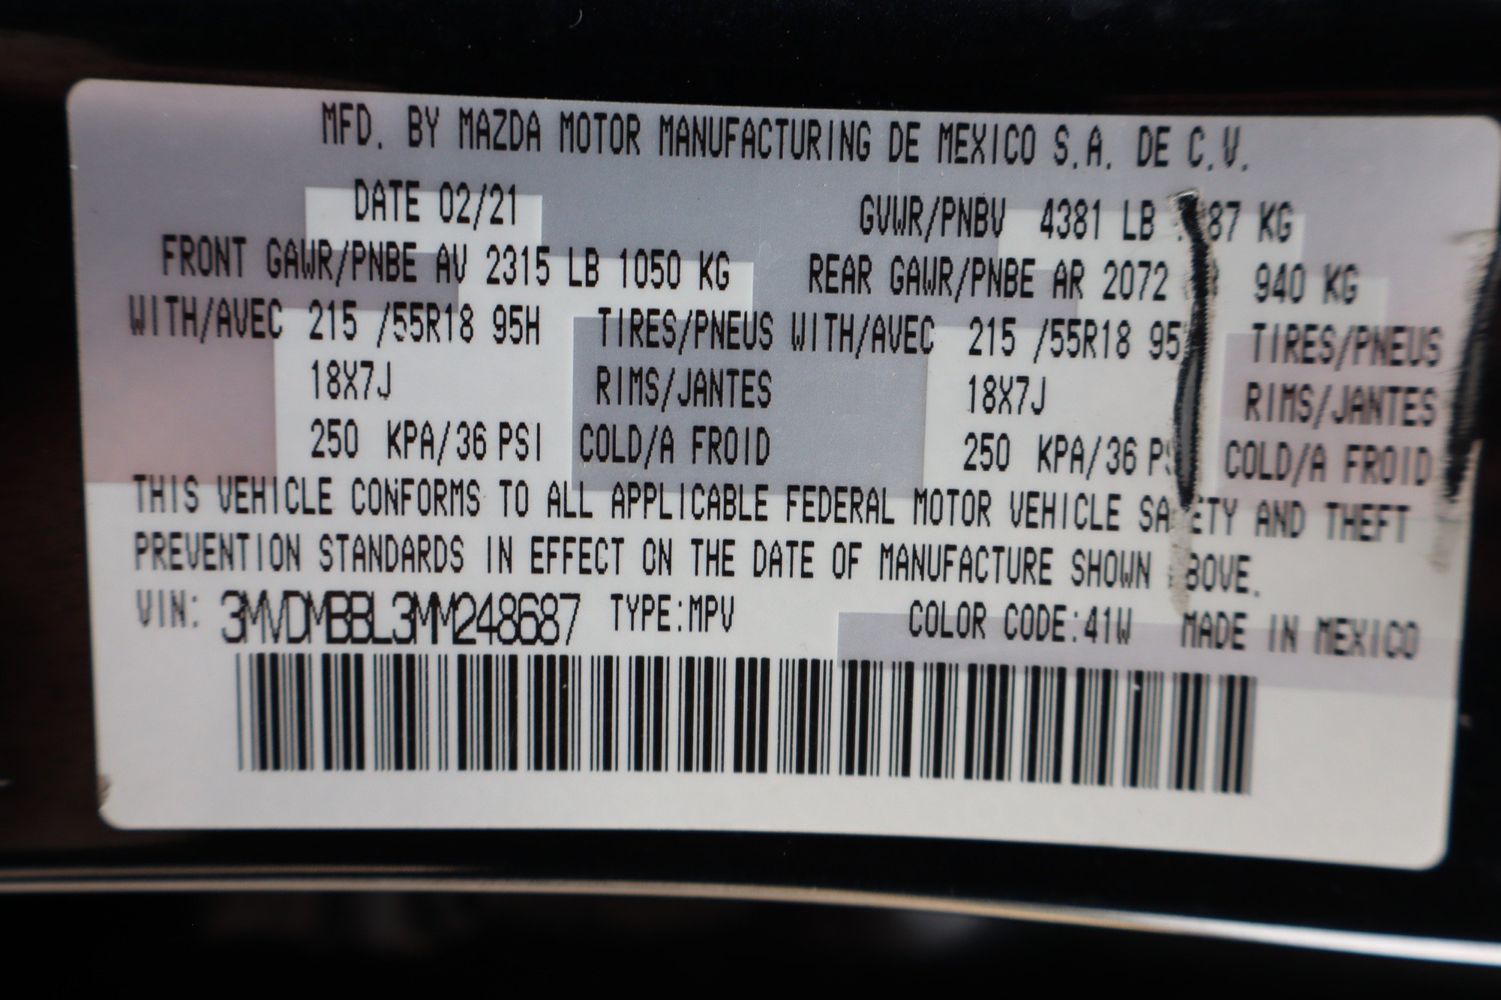 MFD. BY MAZDA MOTOR MANUFACTURING DE MEXICO S.A. DE C.V.
DATE 02/21 GVWR/PNBV 4381 LB KG
FRONT GAWR/PNBE AV 2315 LB 1050 KG REAR GAWR/PNBE AR 2072 940 KG
WITH/AVEC 215 /55R18 95H TIRES/PNEUS WITH/AVEC 215 /55R18 TIRES/PNEUS
18X7J RIMS/JANTES 18X7J RIMS/JANTES
250 KPA/36 PSI COLD/A FROID 250 KPA/36 COLD/A FROID
THIS VEHICLE CONFORMS TO ALL APPLICABLE FEDERAL MOTOR VEHICLE SAFETY AND THEFT
PREVENTION STANDARDS IN EFFECT ON THE DATE OF MANUFACTURE SHOWN ABOVE.
VIN: 3MVDMBBL3MM248687 TYPE:MPV COLOR CODE:41W MADE IN MEXICO